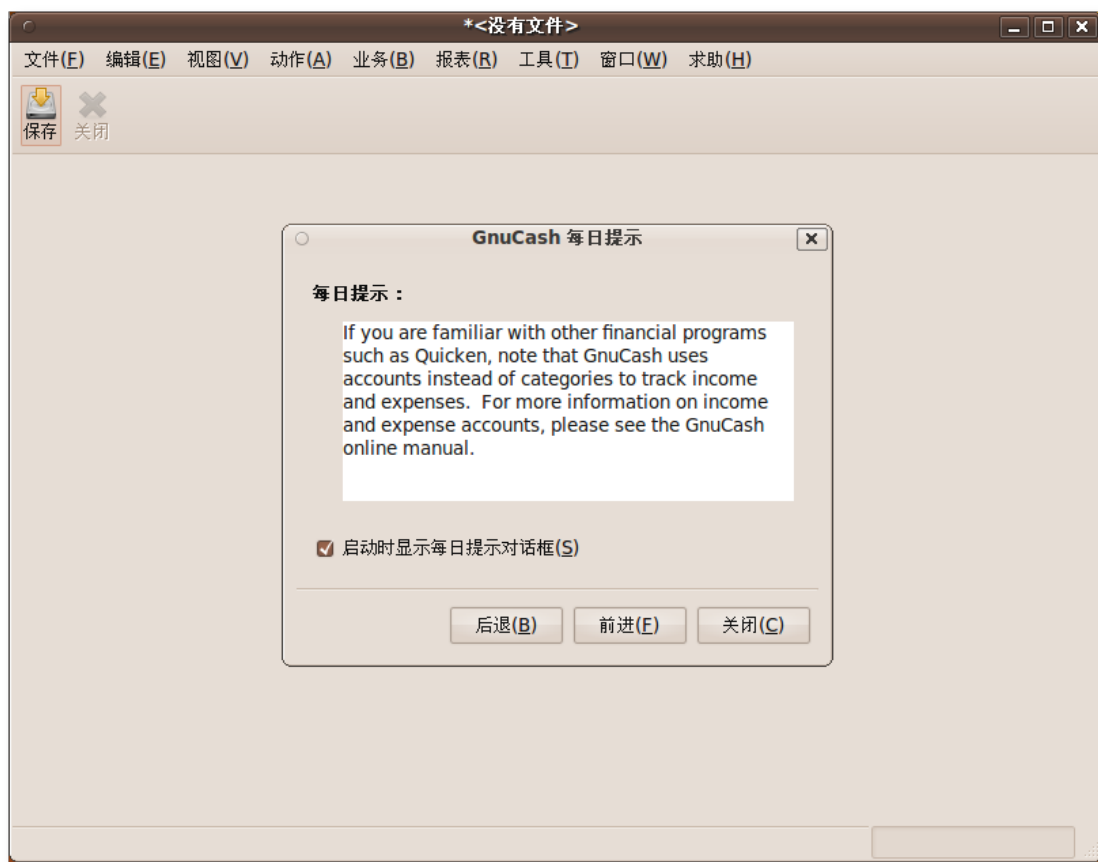 *<没有文件>
文件(F) 编辑(E) 视图(V) 动作(A) 业务(B) 报表(R) 工具(T) 窗口(W) 求助(H)
保存 关闭
GnuCash 每日提示
每日提示：
If you are familiar with other financial programs
such as Quicken, note that GnuCash uses
accounts instead of categories to track income
and expenses.  For more information on income
and expense accounts, please see the GnuCash
online manual.
启动时显示每日提示对话框(S)
后退(B) 前进(F) 关闭(C)